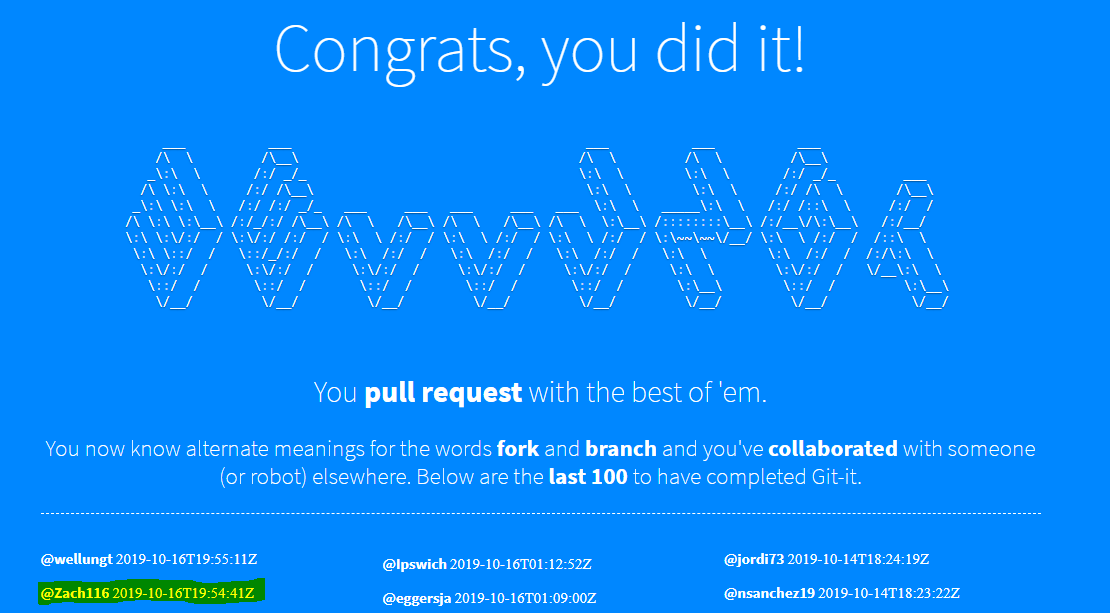 Congrats, you did it!
You pull request with the best of 'em.
You now know alternate meanings for the words fork and branch and you've collaborated with someone
(or robot) elsewhere. Below are the last 100 to have completed Git-it.
@wellungt 2019-10-16T19:55:11Z
@lpswich 2019-10-16T01:12:52Z
@jordi73 2019-10-14T18:24:19Z
@Zach116 2019-10-16T19:54:41Z
@eggersja 2019-10-16T01:09:00Z
@nsanchez19 2019-10-14T18:23:22Z